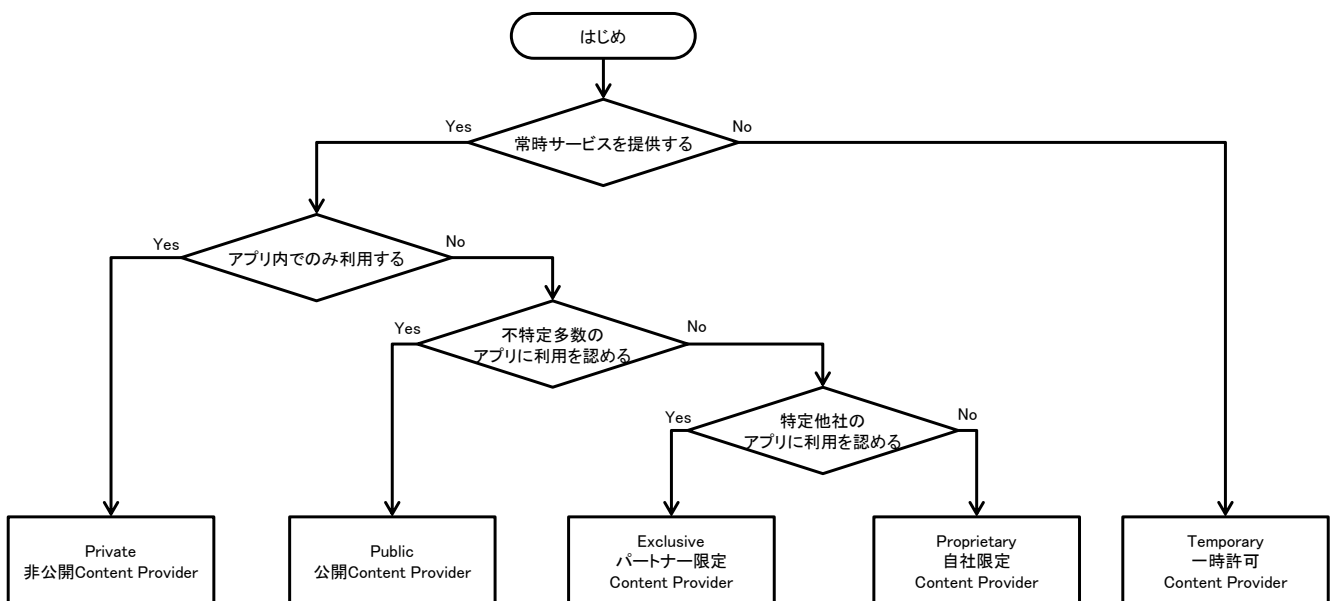 はじめ
常時サービスを提供する
Yes
No
アプリ内でのみ利用する
Yes
No
不特定多数の
アプリに利用を認める
Yes
No
特定他社の
アプリに利用を認める
Yes
No
Private
非公開Content Provider
Public
公開Content Provider
Exclusive
パートナー限定
Content Provider
Proprietary
自社限定
Content Provider
Temporary
一時許可
Content Provider